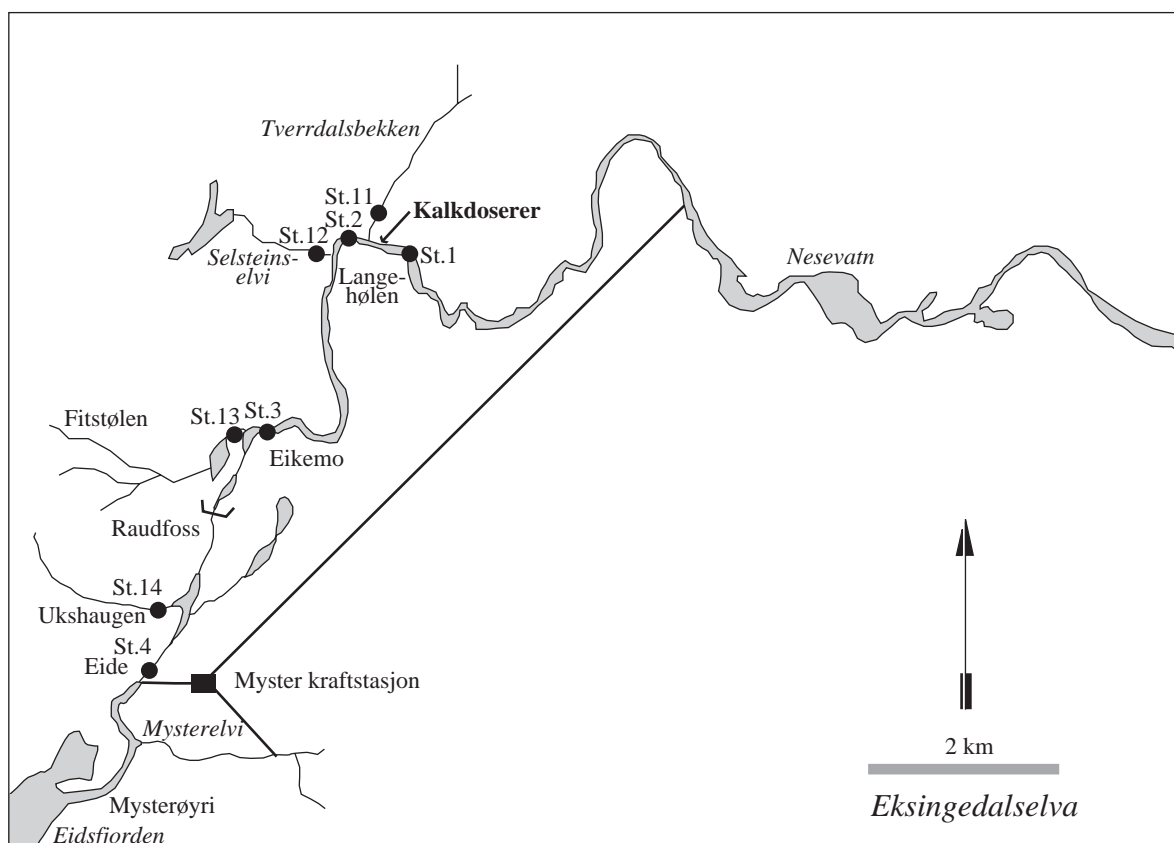 Tverrdalsbekken
St.11
Kalkdoserer
St.2
St.12
St.1
Selsteins-
elvi
Lange-
hølen
Nesevatn
Fitstølen
St.13
St.3
Eikemo
Raudfoss
St.14
Ukshaugen
St.4
Eide
Myster kraftstasjon
Mysterelvi
2 km
Mysterøyri
Eksingedalselva
Eidsfjorden